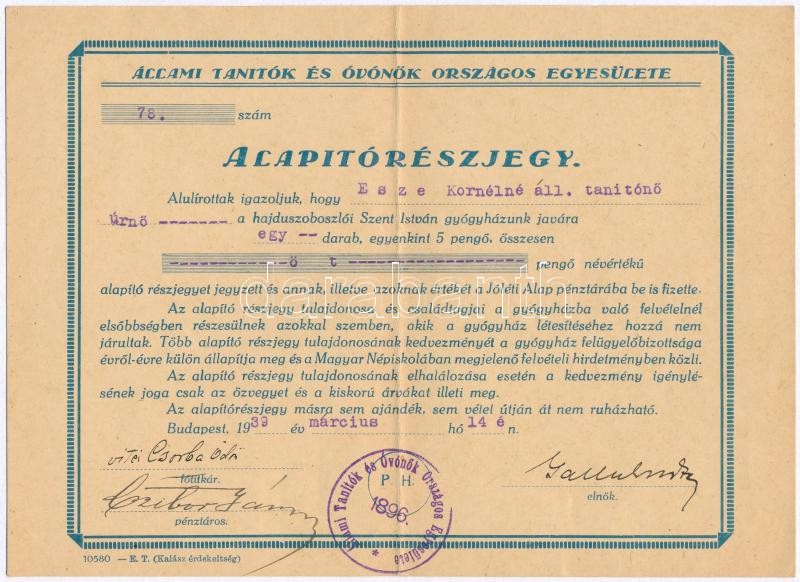 ÁLLAMI TANITÓK ÉS ÓVÓNŐK ORSZÁGOS EGYESÜLETE
78. szám
ALAPITÓRÉSZJEGY.
Alulírottak igazoljuk, hogy Esze Kornélné áll. tanitónő
úrnő ------- a hajduszoboszlói Szent István gyógyházunk javára
egy -- darab, egyenkint 5 pengő, összesen
----------- ö t ------------------ pengő névértékű
alapító részjegyet jegyzett és annak, illetve azoknak értékét a Jóléti Alap pénztárába be is fizette.
Az alapító részjegy tulajdonosa és családtagjai a gyógyházba való felvételnél
elsőbbségben részesülnek azokkal szemben, akik a gyógyház létesítéséhez hozzá nem
járultak. Több alapító részjegy tulajdonosának kedvezményét a gyógyház felügyelőbizottsága
évről-évre külön állapítja meg és a Magyar Népiskolában megjelenő felvételi hirdetményben közli.
Az alapító részjegy tulajdonosának elhalálozása esetén a kedvezmény igénylé-
sének joga csak az özvegyet és a kiskorú árvákat illeti meg.
Az alapítórészjegy másra sem ajándék, sem vétel útján át nem ruházható.
Budapest, 1939 év március hó 14 é n.
vitéz Csorba Ödön
főtitkár.
Czibor János
pénztáros.
elnök.
Állami Tanitók és Óvónők Országos Egyesülete
P. H.
1896.
*
10580 — E. T. (Kalász érdekeltség)
darabanth